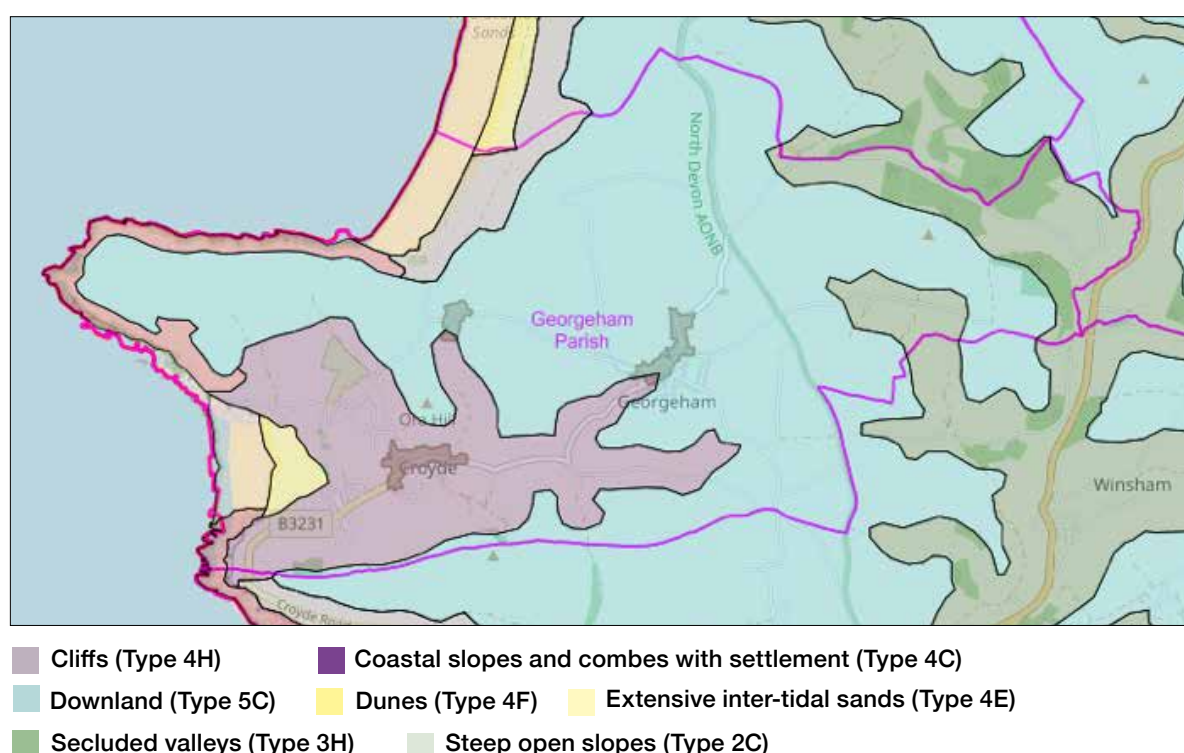 Sands
North Devon AONB
Georgeham
Parish
Georgeham
Ora Hill
Croyde
Winsham
B3231
Croyde Road
Cliffs (Type 4H)
Coastal slopes and combes with settlement (Type 4C)
Downland (Type 5C)
Dunes (Type 4F)
Extensive inter-tidal sands (Type 4E)
Secluded valleys (Type 3H)
Steep open slopes (Type 2C)